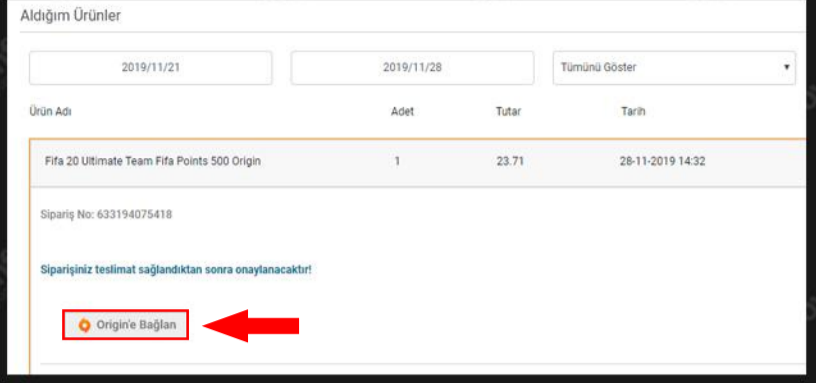 Aldığım Ürünler
2019/11/21 2019/11/28 Tümünü Göster
Ürün Adı Adet Tutar Tarih
Fifa 20 Ultimate Team Fifa Points 500 Origin 1 23.71 28-11-2019 14:32
Sipariş No: 633194075418
Siparişiniz teslimat sağlandıktan sonra onaylanacaktır!
Origin'e Bağlan